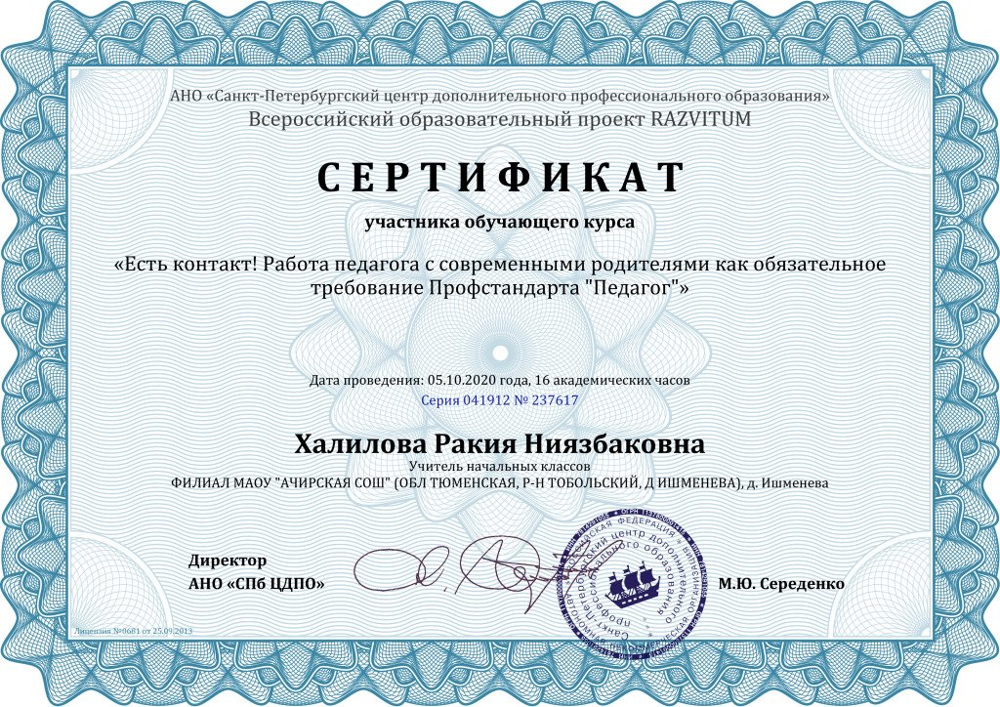 АНО «Санкт-Петербургский центр дополнительного профессионального образования»
Всероссийский образовательный проект RAZVITUM
СЕРТИФИКАТ
участника обучающего курса
«Есть контакт! Работа педагога с современными родителями как обязательное
требование Профстандарта "Педагог"»
Дата проведения: 05.10.2020 года, 16 академических часов
Серия 041912 № 237617
Халилова Ракия Ниязбаковна
Учитель начальных классов
ФИЛИАЛ МАОУ "АЧИРСКАЯ СОШ" (ОБЛ ТЮМЕНСКАЯ, Р-Н ТОБОЛЬСКИЙ, Д ИШМЕНЕВА), д. Ишменева
Директор
АНО «СПб ЦДПО»
М.Ю. Середенко
Санкт-Петербургский центр дополнительного
профессионального образования
Лицензия №0681 от 25.09.2013